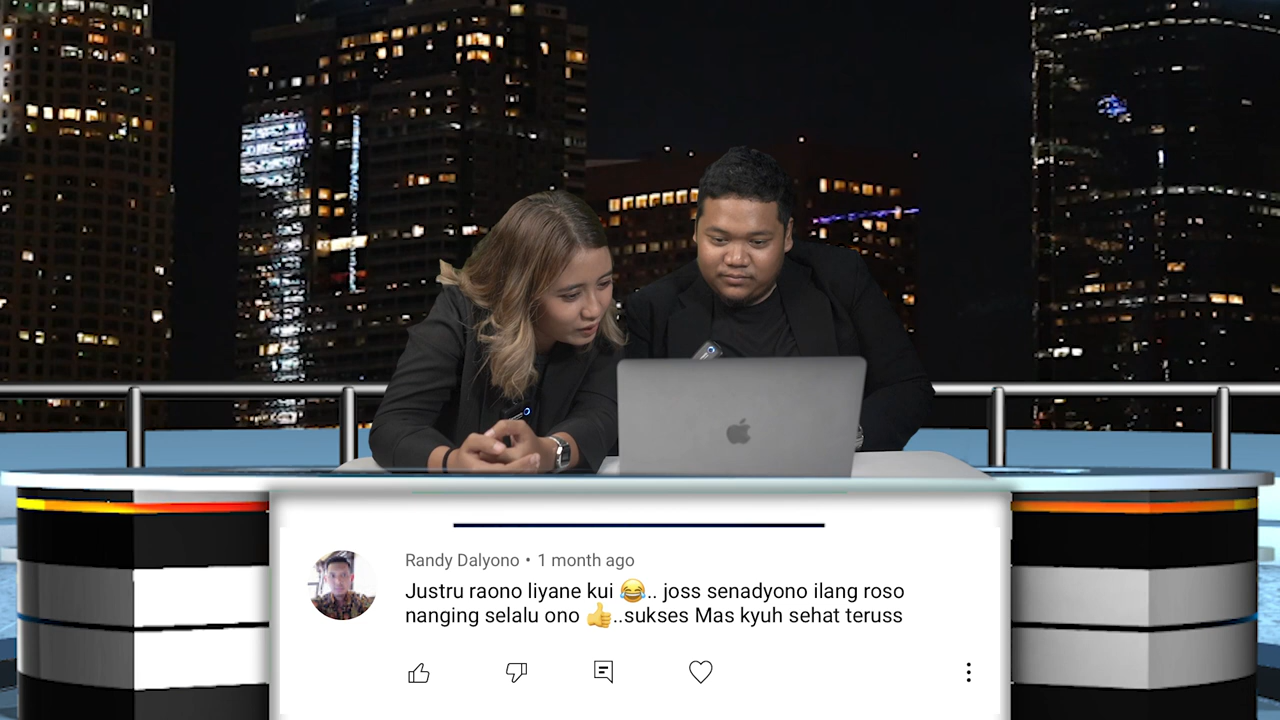 Randy Dalyono • 1 month ago
Justru raono liyane kui 😂.. joss senadyono ilang roso
nanging selalu ono 👍..sukses Mas kyuh sehat teruss